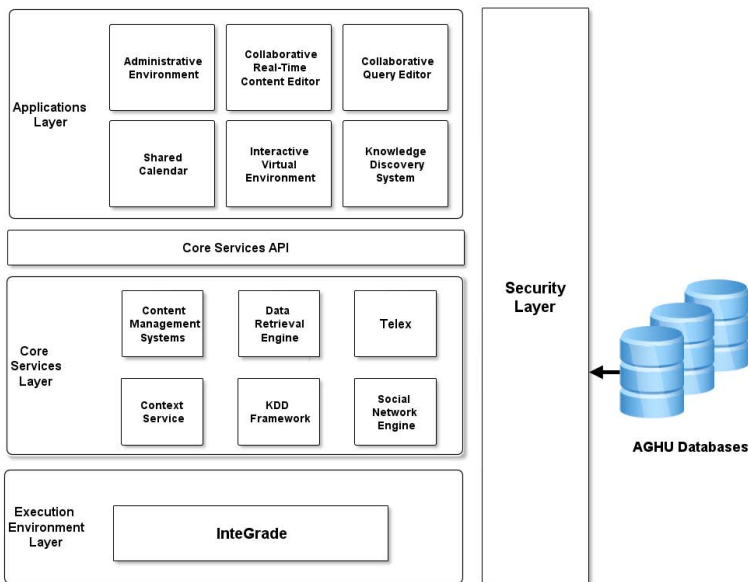 Applications
Layer
Administrative
Environment
Collaborative
Real-Time
Content Editor
Collaborative
Query Editor
Shared
Calendar
Interactive
Virtual
Environment
Knowledge
Discovery
System
Core Services API
Core
Services
Layer
Content
Management
Systems
Data
Retrieval
Engine
Telex
Context
Service
KDD
Framework
Social
Network
Engine
Execution
Environment
Layer
InteGrade
Security
Layer
AGHU Databases